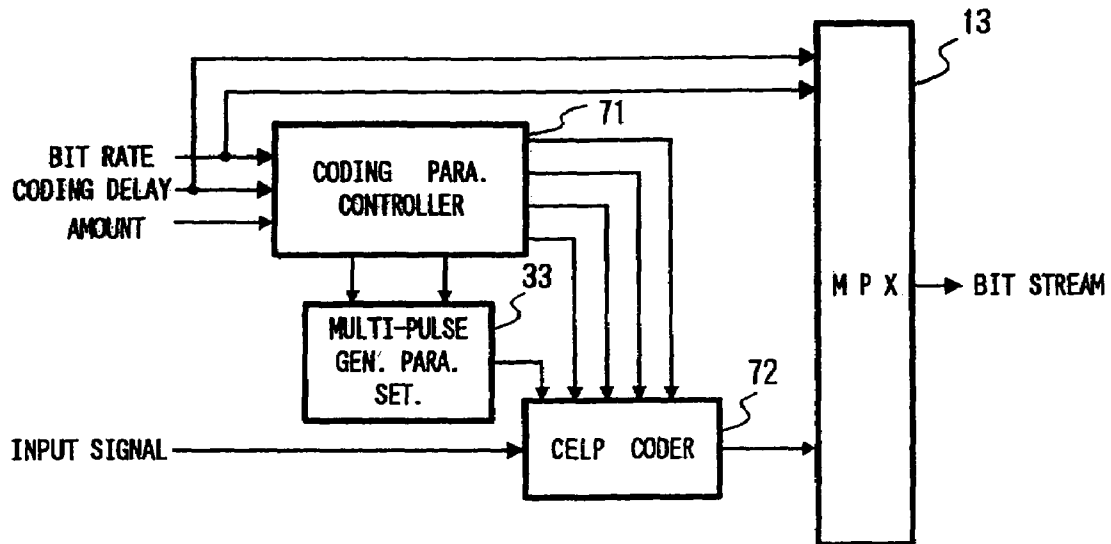 13
71
BIT RATE
CODING DELAY
AMOUNT
CODING PARA.
CONTROLLER
33
MULTI-PULSE
GEN. PARA.
SET.
M P X
BIT STREAM
72
INPUT SIGNAL
CELP CODER